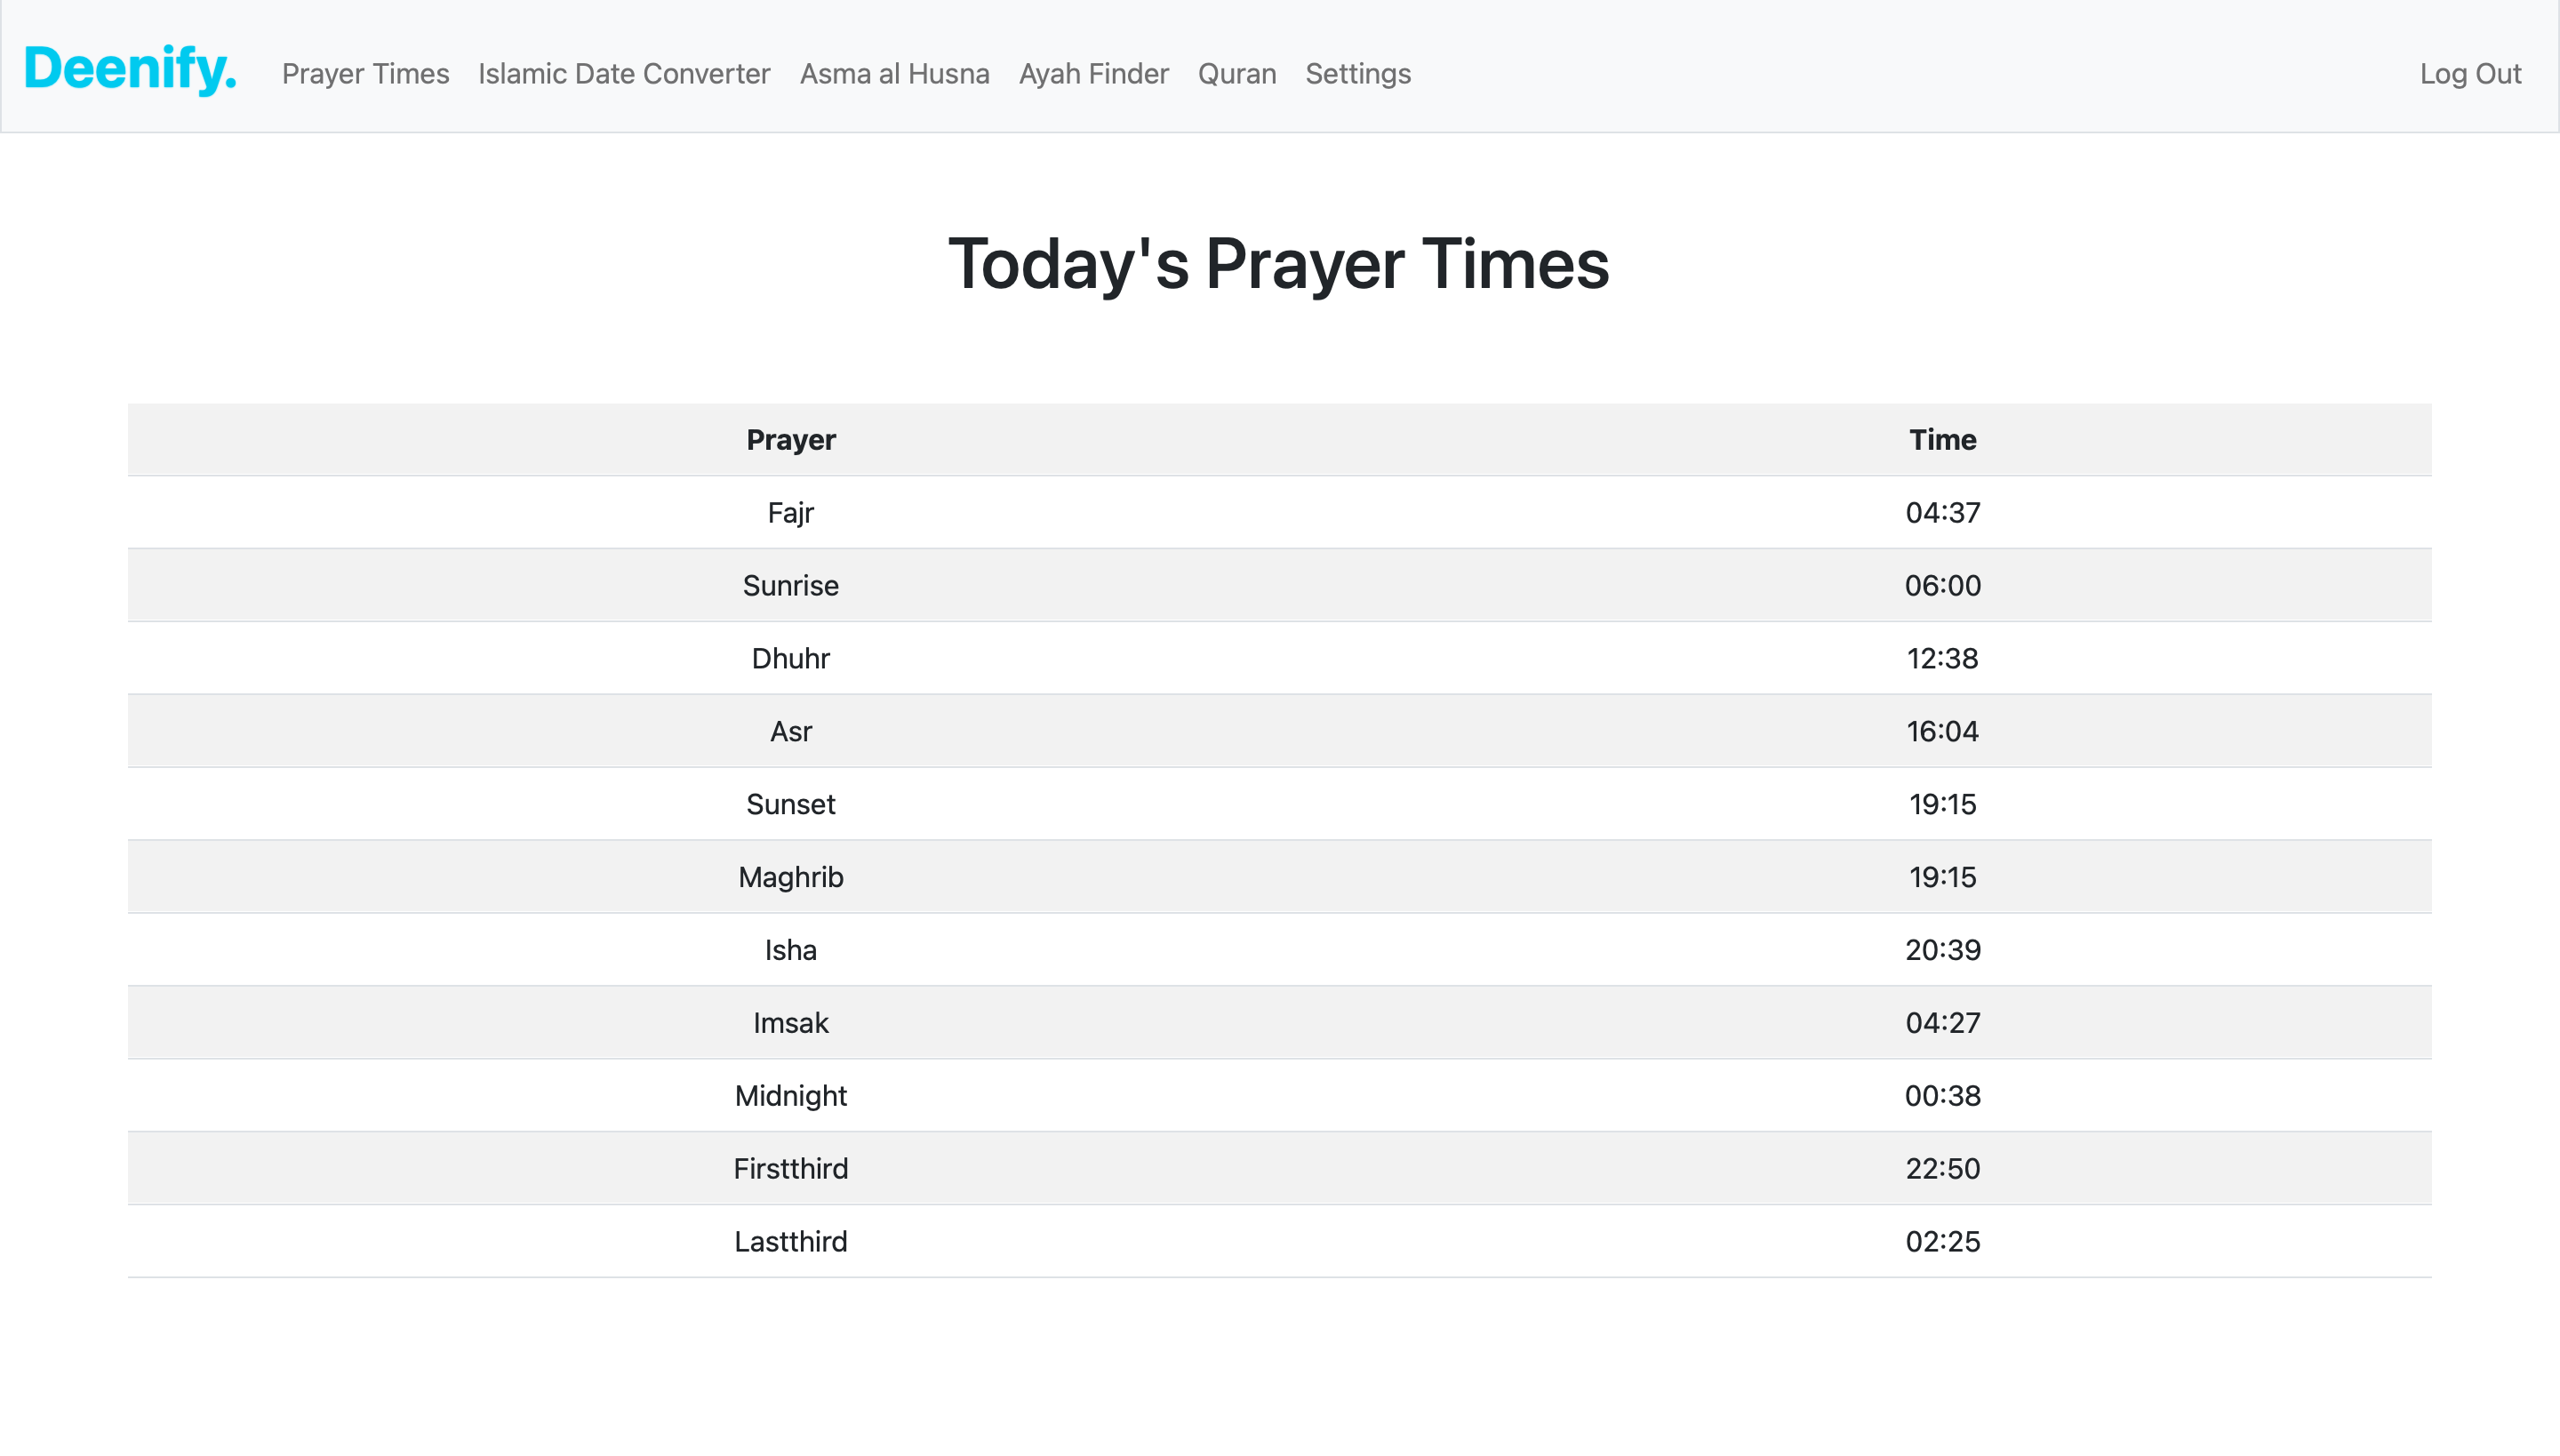 Deenify. Prayer Times Islamic Date Converter Asma al Husna Ayah Finder Quran Settings Log Out
Today's Prayer Times
Prayer Time
Fajr 04:37
Sunrise 06:00
Dhuhr 12:38
Asr 16:04
Sunset 19:15
Maghrib 19:15
Isha 20:39
Imsak 04:27
Midnight 00:38
Firstthird 22:50
Lastthird 02:25